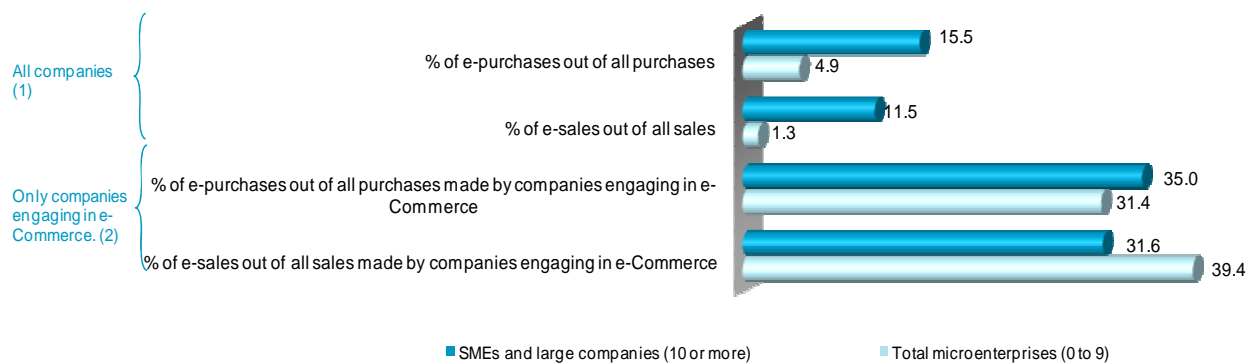 All companies
(1)
% of e-purchases out of all purchases
15.5
4.9
% of e-sales out of all sales
11.5
1.3
Only companies
engaging in e-
Commerce. (2)
% of e-purchases out of all purchases made by companies engaging in e-
Commerce
35.0
31.4
% of e-sales out of all sales made by companies engaging in e-Commerce
31.6
39.4
SMEs and large companies (10 or more)
Total microenterprises (0 to 9)